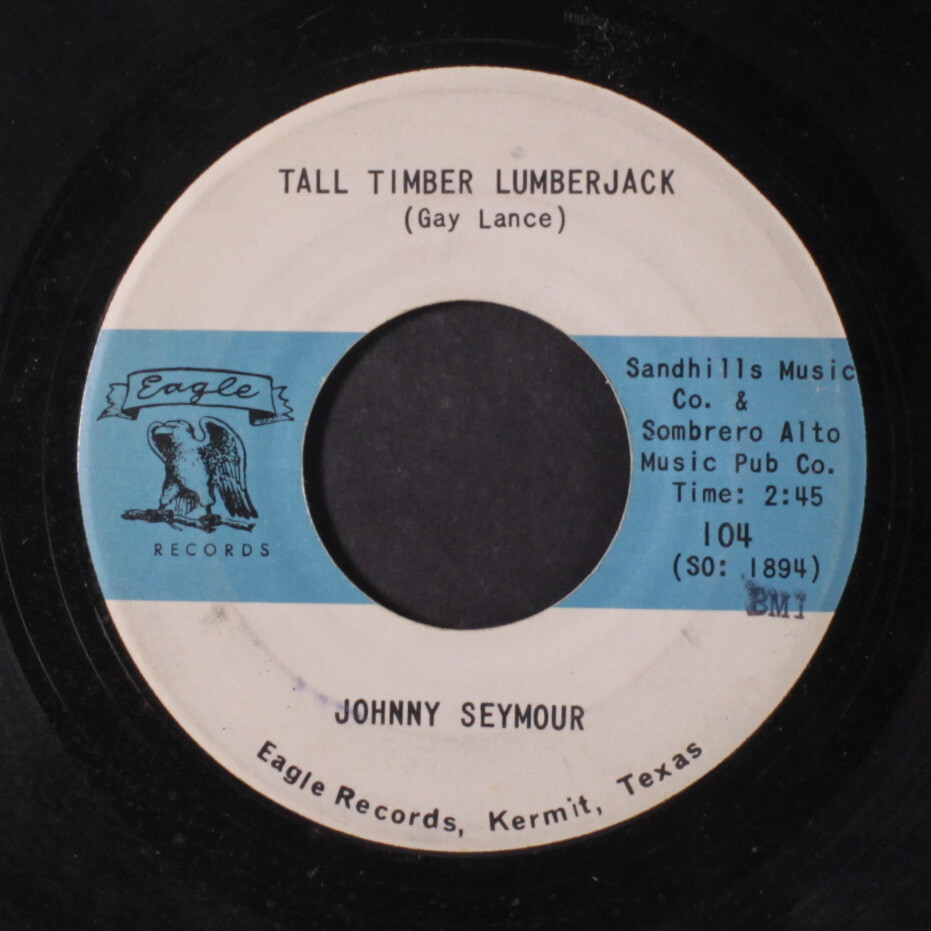 TALL TIMBER LUMBERJACK
(Gay Lance)
Eagle
RECORDS
Sandhills Music
Co. &
Sombrero Alto
Music Pub Co.
Time: 2:45
104
(SO: 1894)
BMI
JOHNNY SEYMOUR
Eagle Records, Kermit, Texas